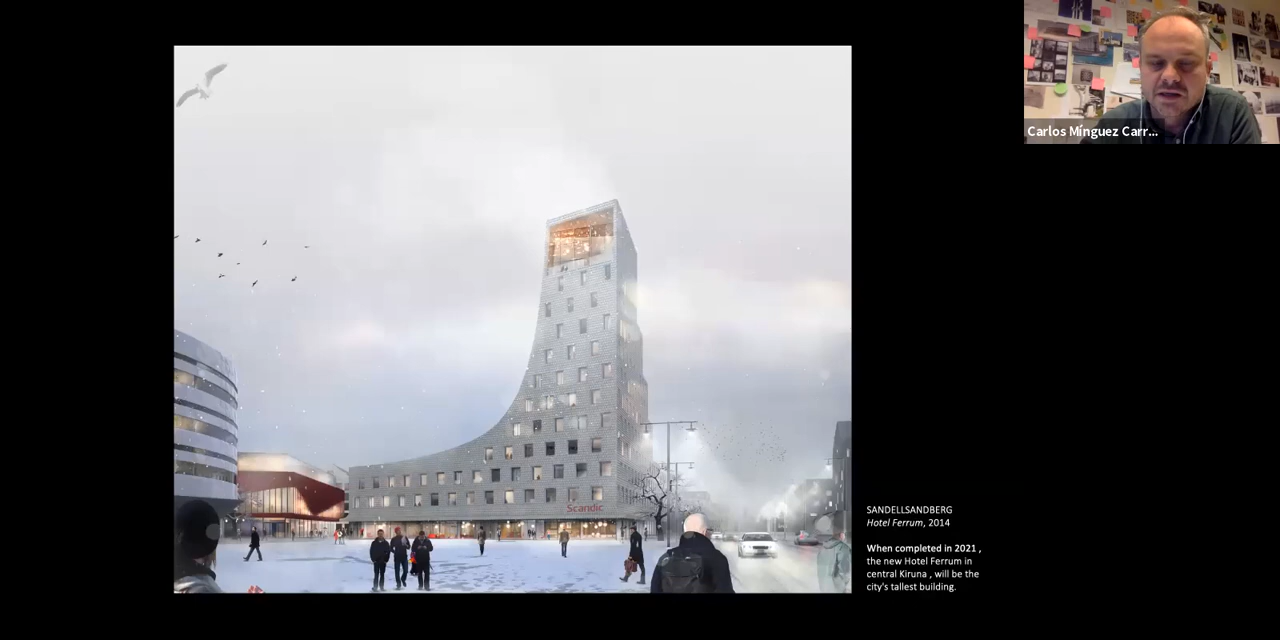 Carlos Mínguez Carr...
Scandic
SANDELLSANDBERG
Hotel Ferrum, 2014
When completed in 2021 ,
the new Hotel Ferrum in
central Kiruna , will be the
city's tallest building.